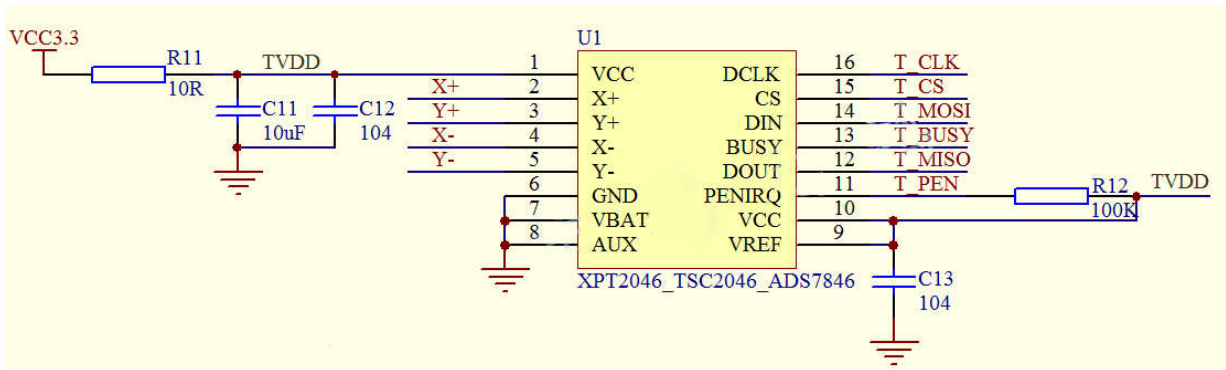 VCC3.3
R11
10R
TVDD
C11
10uF
C12
104
X+
Y+
X-
Y-
U1
1 VCC DCLK 16 T_CLK
2 X+ CS 15 T_CS
3 Y+ DIN 14 T_MOSI
4 X- BUSY 13 T_BUSY
5 Y- DOUT 12 T_MISO
6 GND PENIRQ 11 T_PEN
7 VBAT VCC 10
8 AUX VREF 9
XPT2046_TSC2046_ADS7846
R12
100K
TVDD
C13
104